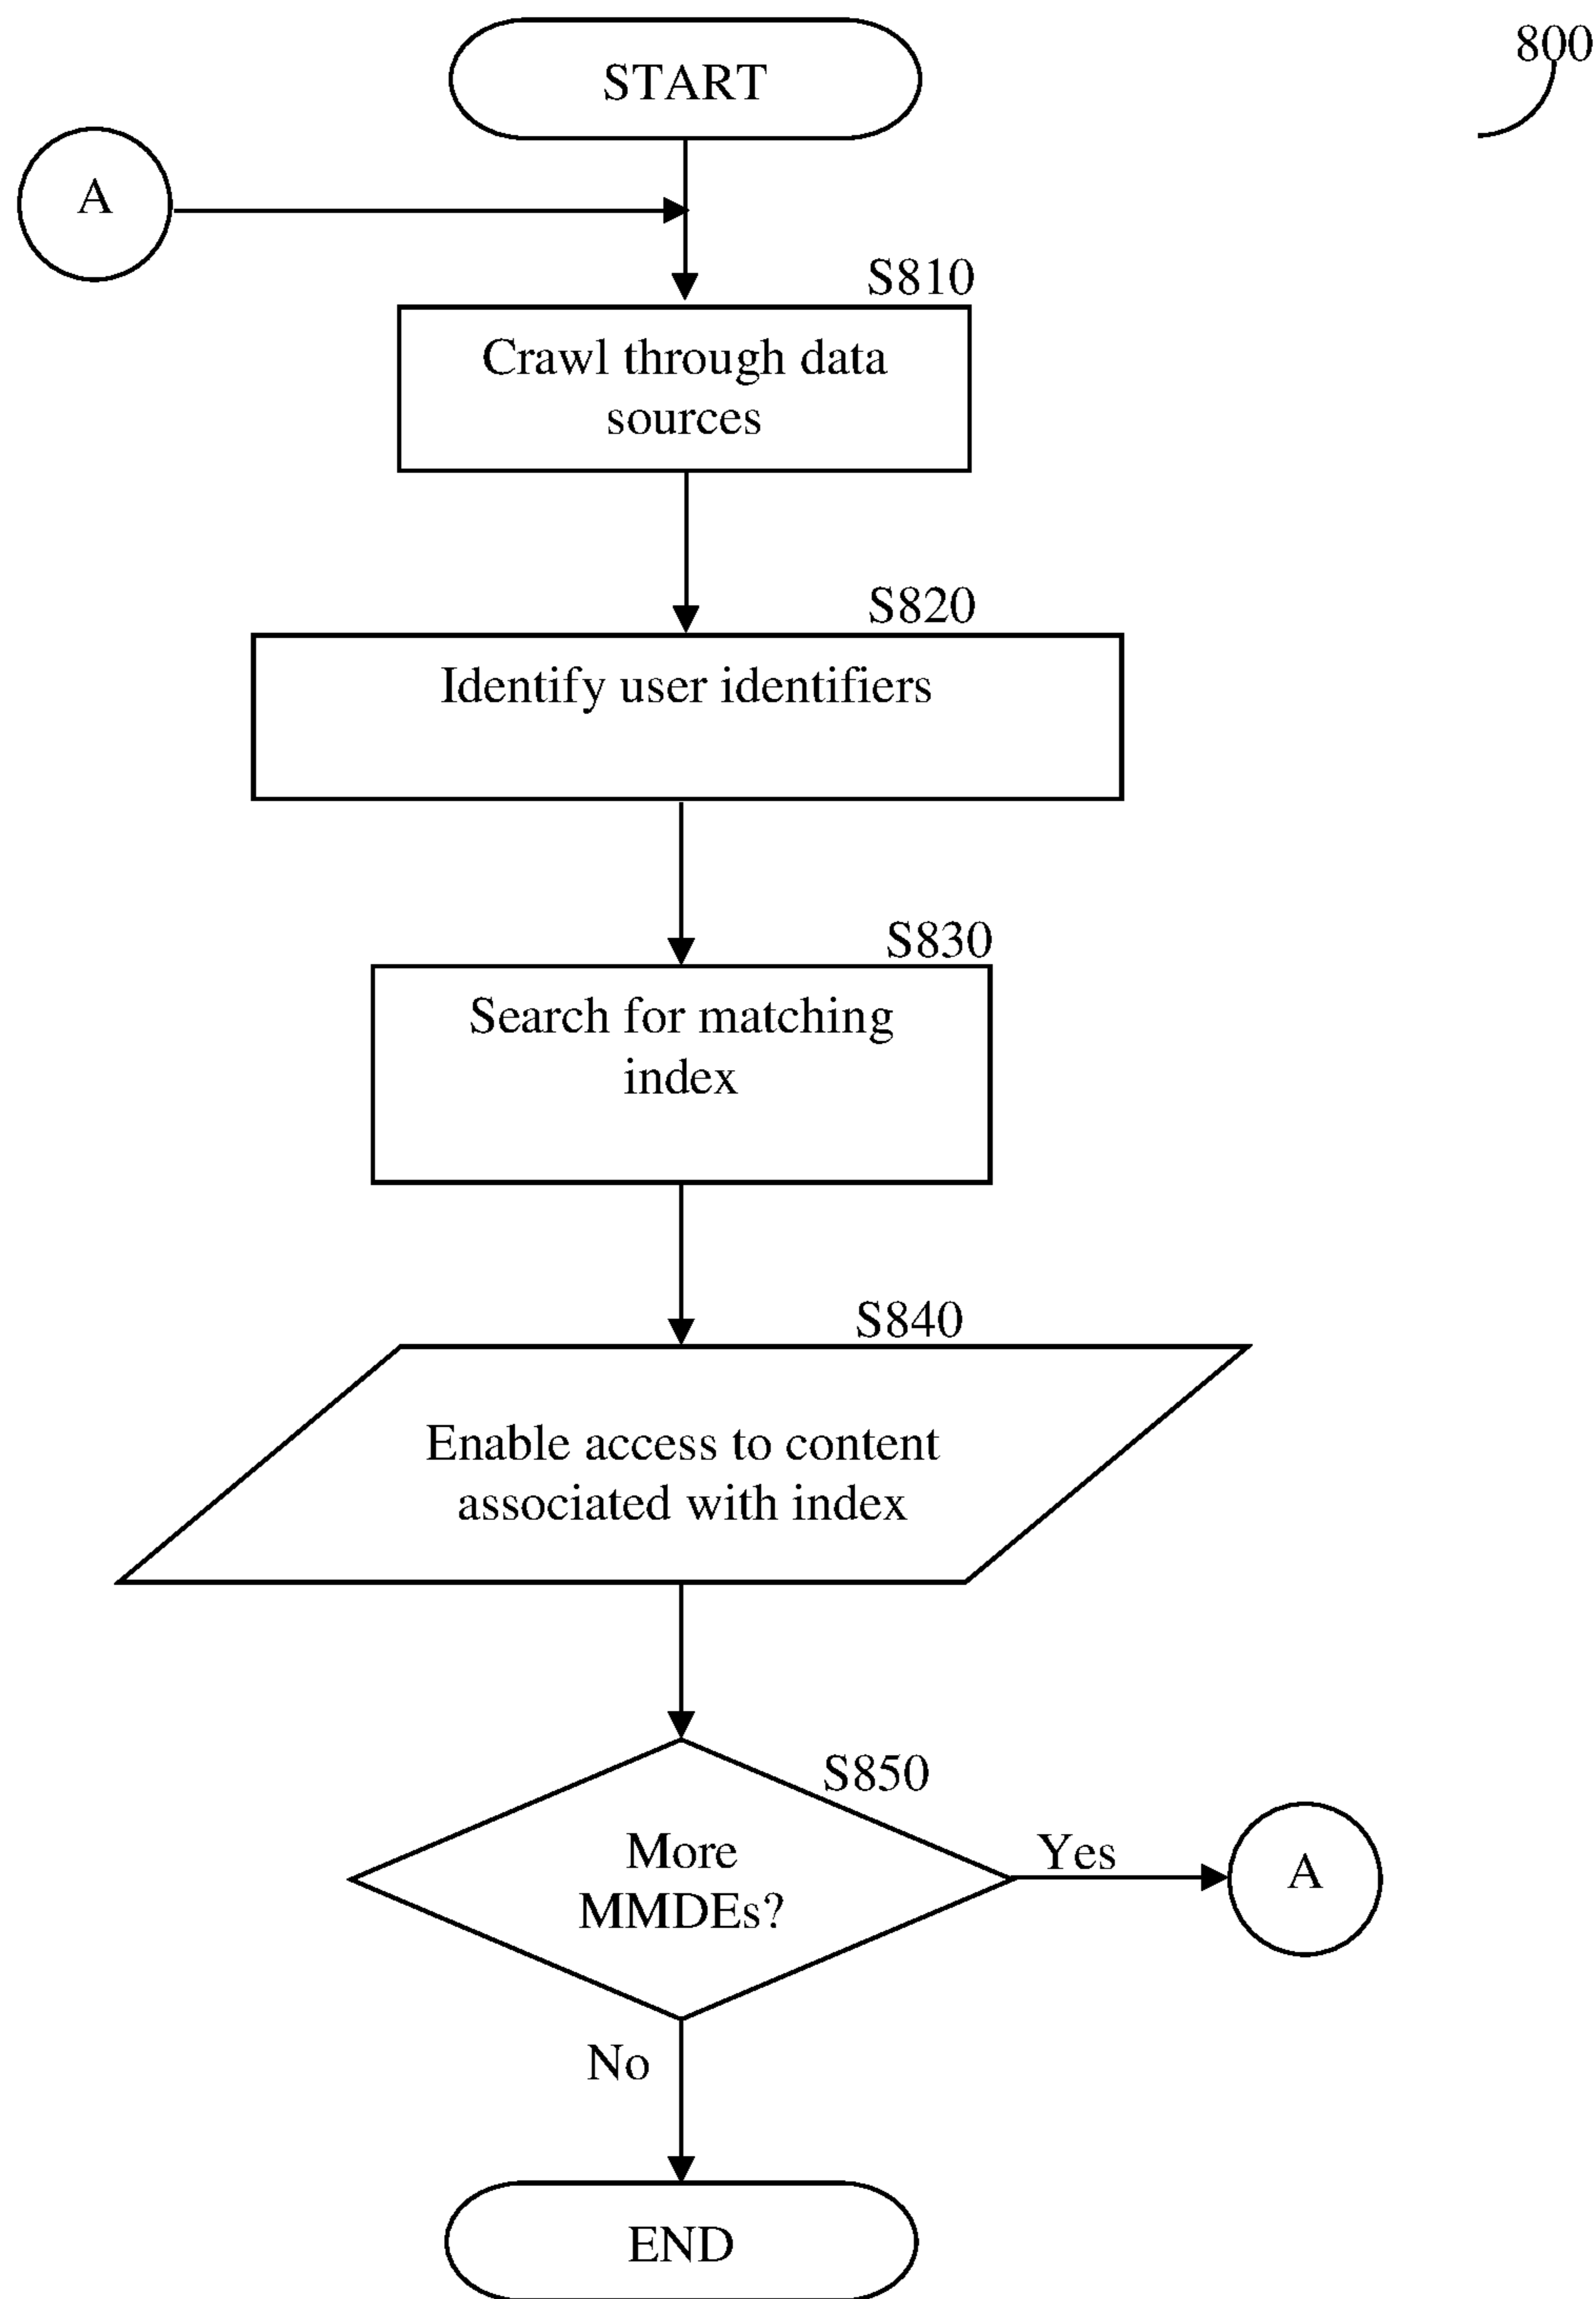 800
START
A
S810
Crawl through data
sources
S820
Identify user identifiers
S830
Search for matching
index
S840
Enable access to content
associated with index
S850
More
MMDEs?
Yes
A
No
END